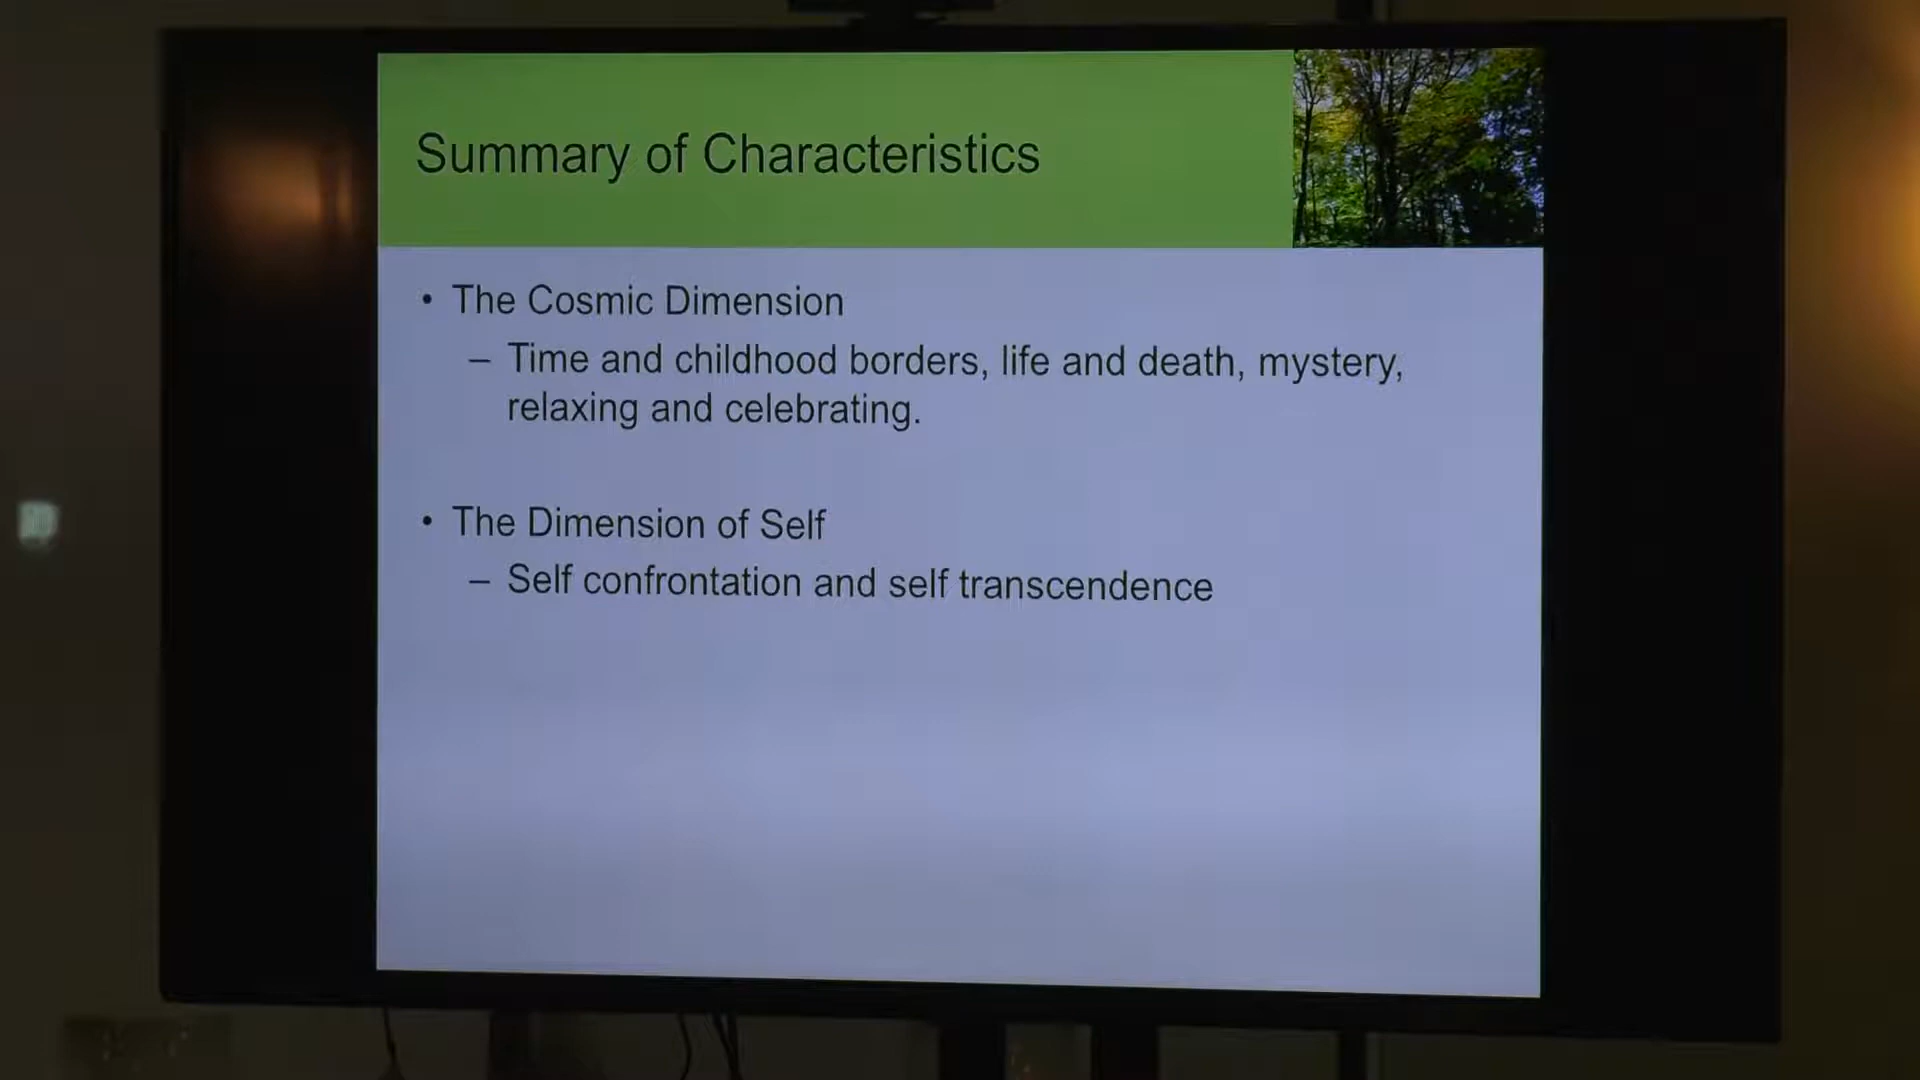 Summary of Characteristics
• The Cosmic Dimension
– Time and childhood borders, life and death, mystery,
relaxing and celebrating.
• The Dimension of Self
– Self confrontation and self transcendence